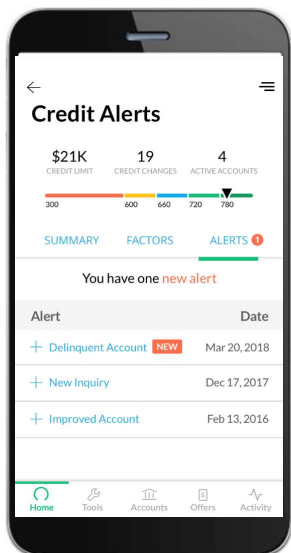 Credit Alerts
$21K 19 4
CREDIT LIMIT CREDIT CHANGES ACTIVE ACCOUNTS
300 600 660 720 780
SUMMARY FACTORS ALERTS 1
You have one new alert
Alert Date
+ Delinquent Account NEW Mar 20, 2018
+ New Inquiry Dec 17, 2017
+ Improved Account Feb 13, 2016
Home Tools Accounts Offers Activity